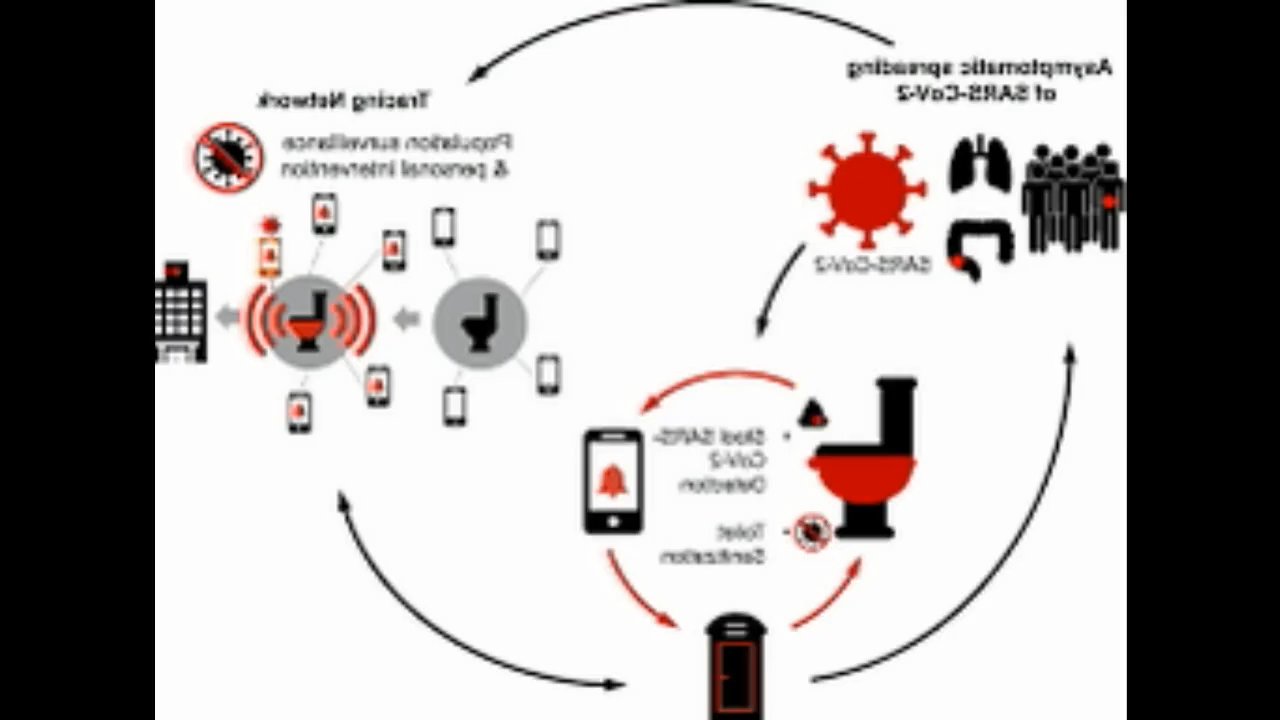 Asymptomatic spreading
of SARS-CoV-2
SARS-CoV-2
Tracing Network
Population surveillance
& personal intervention
• Stool SARS-
CoV-2
Detection
• Toilet
Sanitization